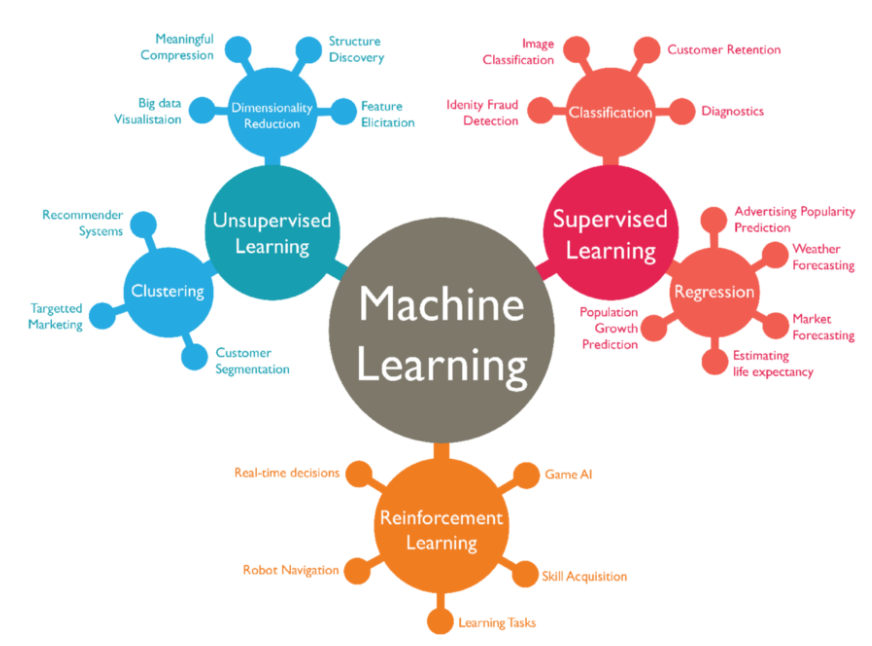 Machine
Learning
Unsupervised
Learning
Dimensionality
Reduction
Meaningful
Compression
Structure
Discovery
Big data
Visualistaion
Feature
Elicitation
Clustering
Recommender
Systems
Targetted
Marketing
Customer
Segmentation
Supervised
Learning
Classification
Image
Classification
Customer Retention
Idenity Fraud
Detection
Diagnostics
Regression
Advertising Popularity
Prediction
Weather
Forecasting
Population
Growth
Prediction
Market
Forecasting
Estimating
life expectancy
Reinforcement
Learning
Real-time decisions
Game AI
Robot Navigation
Skill Acquisition
Learning Tasks